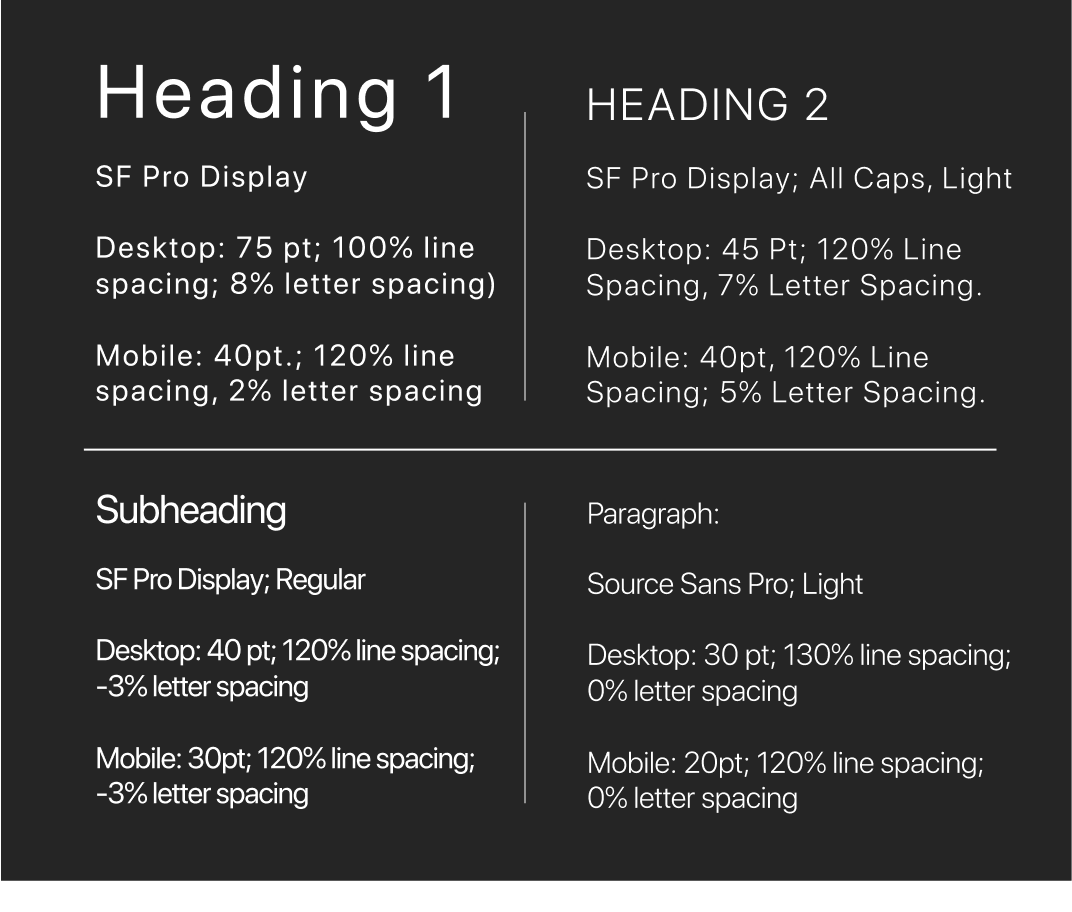 Heading 1
SF Pro Display
Desktop: 75 pt; 100% line
spacing; 8% letter spacing)
Mobile: 40pt.; 120% line
spacing, 2% letter spacing
HEADING 2
SF Pro Display; All Caps, Light
Desktop: 45 Pt; 120% Line
Spacing, 7% Letter Spacing.
Mobile: 40pt, 120% Line
Spacing; 5% Letter Spacing.
Subheading
SF Pro Display; Regular
Desktop: 40 pt; 120% line spacing;
-3% letter spacing
Mobile: 30pt; 120% line spacing;
-3% letter spacing
Paragraph:
Source Sans Pro; Light
Desktop: 30 pt; 130% line spacing;
0% letter spacing
Mobile: 20pt; 120% line spacing;
0% letter spacing